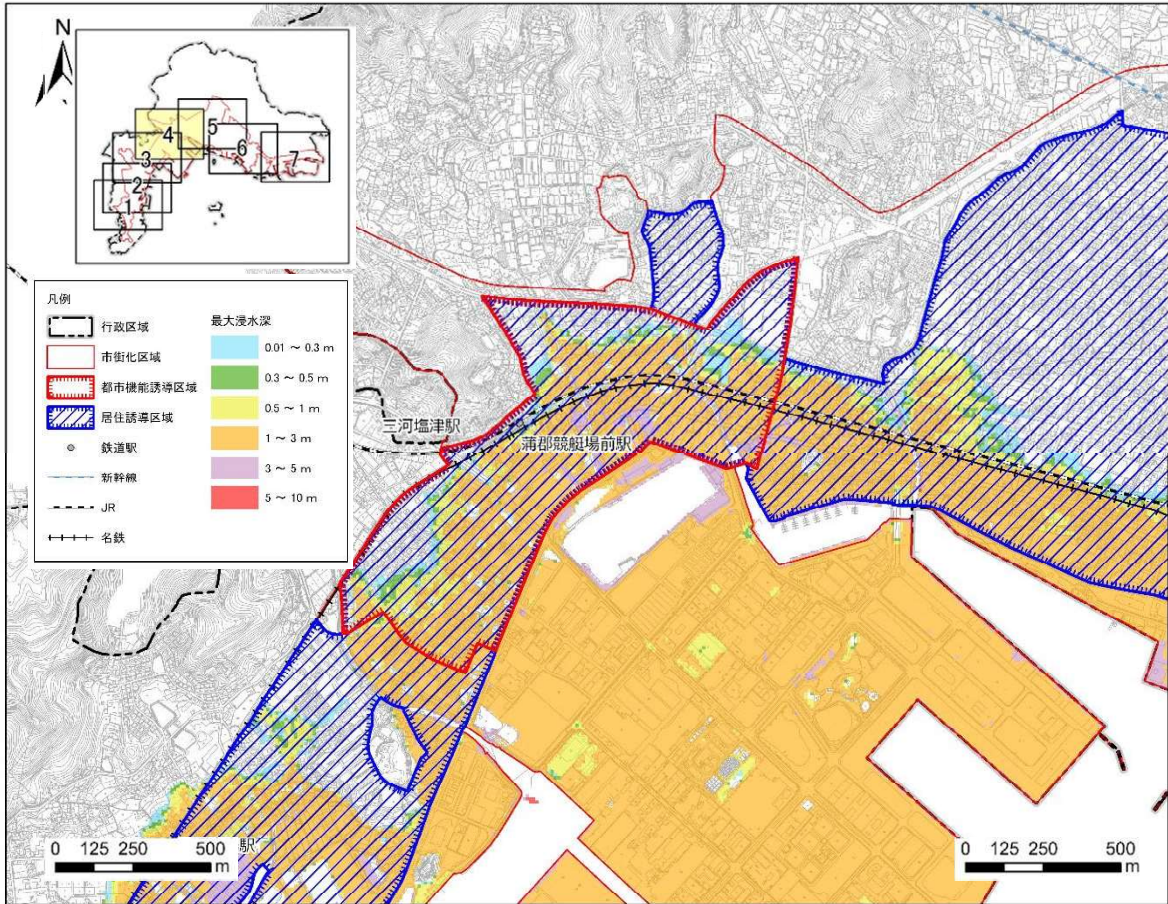 N
4
5
6
7
3
2
1
凡例
行政区域
市街化区域
都市機能誘導区域
居住誘導区域
鉄道駅
新幹線
JR
名鉄
最大浸水深
0.01 ～ 0.3 m
0.3 ～ 0.5 m
0.5 ～ 1 m
1 ～ 3 m
3 ～ 5 m
5 ～ 10 m
三河塩津駅
蒲郡競艇場前駅
駅
0 125 250 500
m
0 125 250 500
m